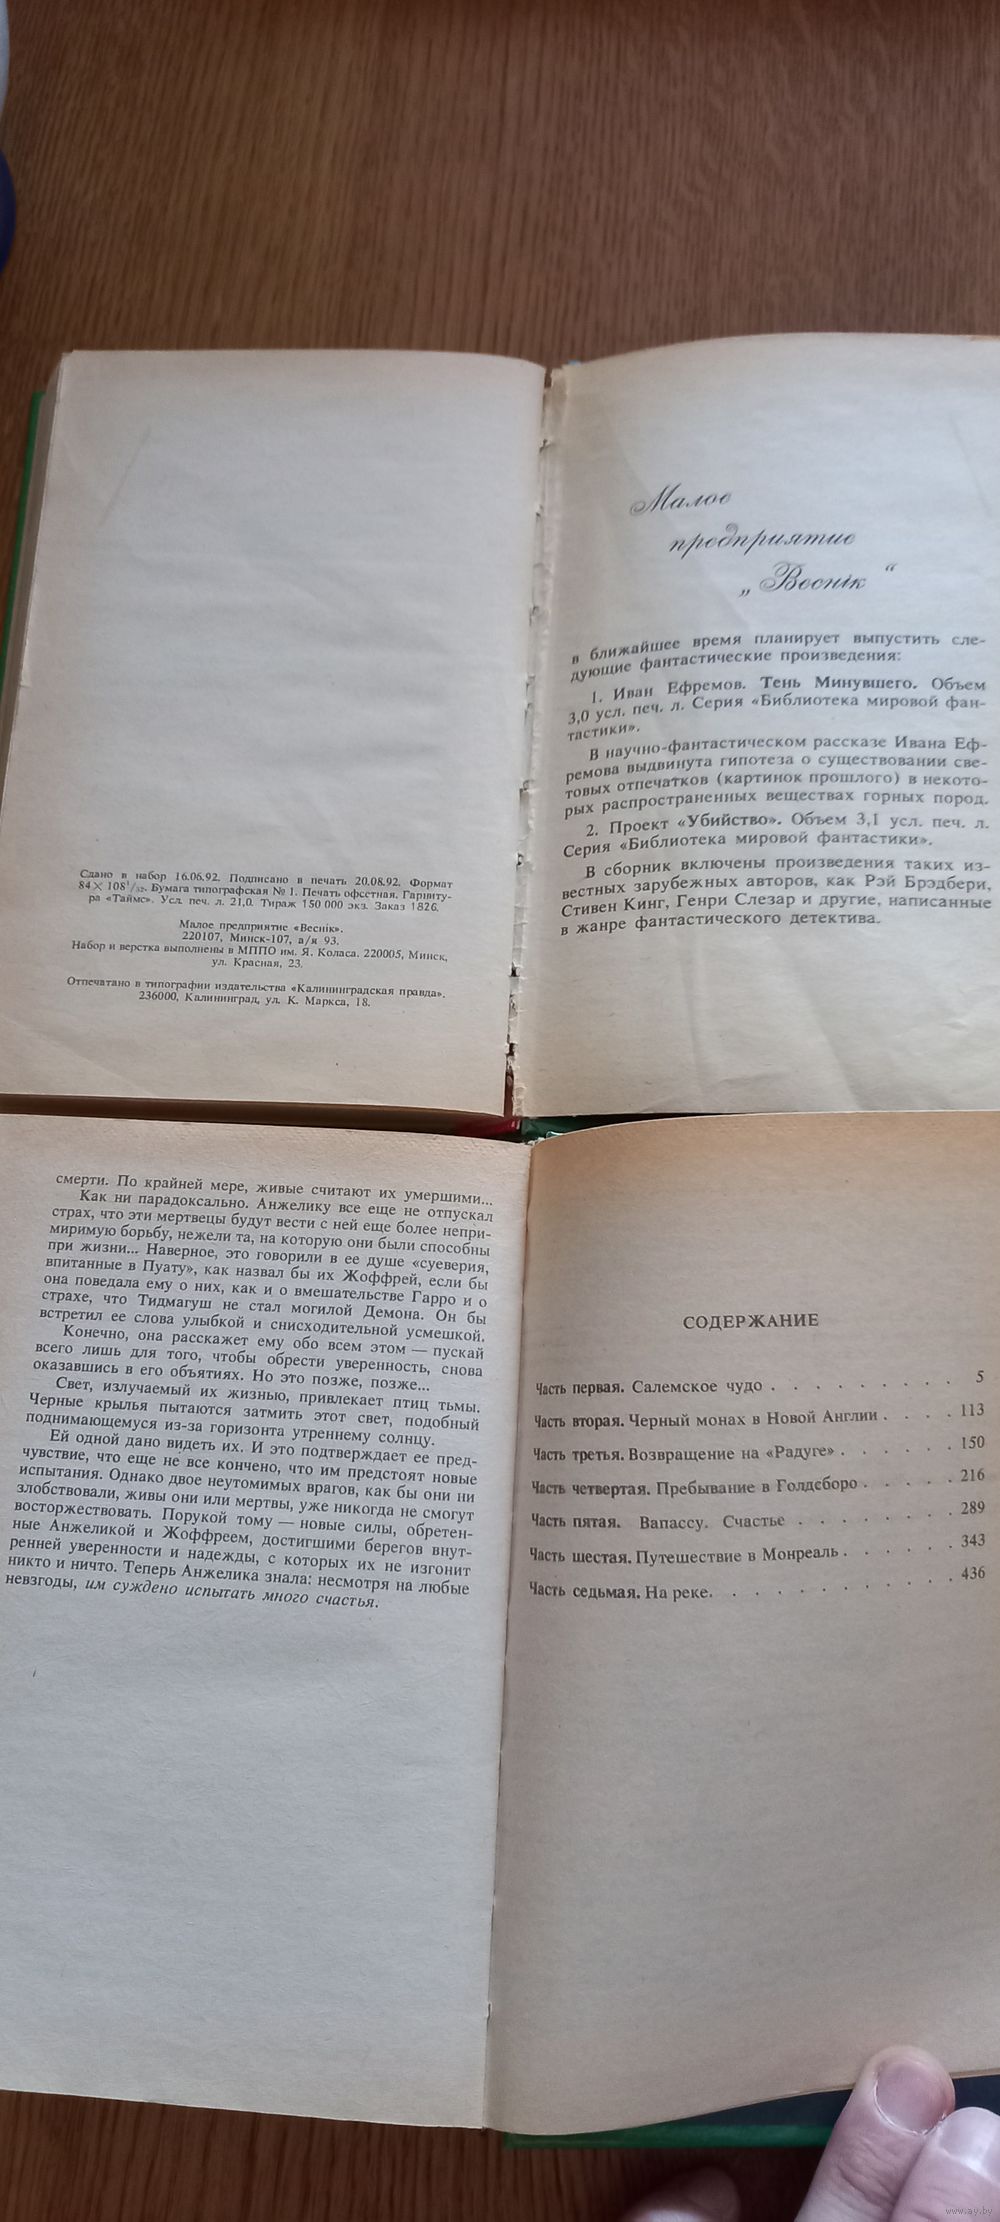 Сдано в набор 16.06.92. Подписано в печать 20.08.92. Формат
84×108¹/₃₂. Бумага типографская № 1. Печать офсетная. Гарниту-
ра «Таймс». Усл. печ. л. 21,0. Тираж 150 000 экз. Заказ 1826.
Малое предприятие «Веснік».
220107, Минск-107, а/я 93.
Набор и верстка выполнены в МППО им. Я. Коласа. 220005, Минск,
ул. Красная, 23.
Отпечатано в типографии издательства «Калининградская правда».
236000, Калининград, ул. К. Маркса, 18.
Малое
предприятие
„Веснік“
в ближайшее время планирует выпустить сле-
дующие фантастические произведения:
1. Иван Ефремов. Тень Минувшего. Объем
3,0 усл. печ. л. Серия «Библиотека мировой фан-
тастики».
В научно-фантастическом рассказе Ивана Еф-
ремова выдвинута гипотеза о существовании све-
товых отпечатков (картинок прошлого) в некото-
рых распространенных веществах горных пород.
2. Проект «Убийство». Объем 3,1 усл. печ. л.
Серия «Библиотека мировой фантастики».
В сборник включены произведения таких из-
вестных зарубежных авторов, как Рэй Брэдбери,
Стивен Кинг, Генри Слезар и другие, написанные
в жанре фантастического детектива.
смерти. По крайней мере, живые считают их умершими...
Как ни парадоксально. Анжелику все еще не отпускал
страх, что эти мертвецы будут вести с ней еще более непри-
миримую борьбу, нежели та, на которую они были способны
при жизни... Наверное, это говорили в ее душе «суеверия,
впитанные в Пуату», как назвал бы их Жоффрей, если бы
она поведала ему о них, как и о вмешательстве Гарро и о
страхе, что Тидмагуш не стал могилой Демона. Он бы
встретил ее слова улыбкой и снисходительной усмешкой.
Конечно, она расскажет ему обо всем этом — пускай
всего лишь для того, чтобы обрести уверенность, снова
оказавшись в его объятиях. Но это позже, позже...
Свет, излучаемый их жизнью, привлекает птиц тьмы.
Черные крылья пытаются затмить этот свет, подобный
поднимающемуся из-за горизонта утреннему солнцу.
Ей одной дано видеть их. И это подтверждает ее пред-
чувствие, что еще не все кончено, что им предстоят новые
испытания. Однако двое неутомимых врагов, как бы они ни
злобствовали, живы они или мертвы, уже никогда не смогут
восторжествовать. Порукой тому — новые силы, обретен-
ные Анжеликой и Жоффреем, достигшими берегов внут-
ренней уверенности и надежды, с которых их не изгонит
никто и ничто. Теперь Анжелика знала: несмотря на любые
невзгоды, им суждено испытать много счастья.
СОДЕРЖАНИЕ
Часть первая. Салемское чудо . . . . . . . . . 5
Часть вторая. Черный монах в Новой Англии . . . . 113
Часть третья. Возвращение на «Радуге» . . . . . . 150
Часть четвертая. Пребывание в Голдсборо . . . . . 216
Часть пятая. Вапассу. Счастье . . . . . . . . 289
Часть шестая. Путешествие в Монреаль . . . . . . 343
Часть седьмая. На реке. . . . . . . . . . . 436
www.ay.by